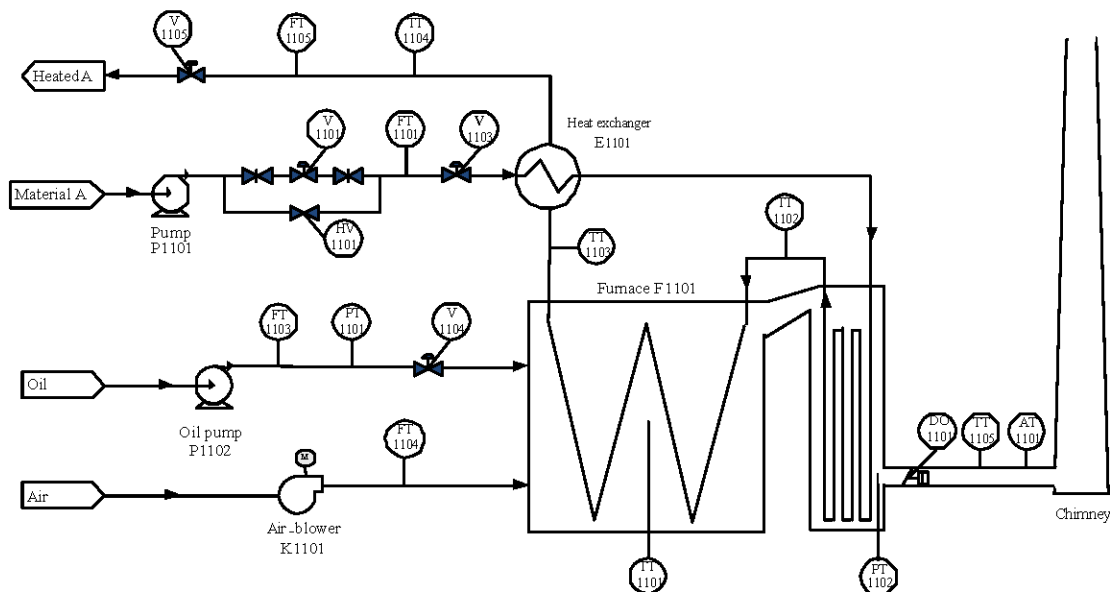 V
1105
FT
1105
TT
1104
Heated A
Heat exchanger
E1101
V
1101
FT
1101
V
1103
Material A
Pump
P1101
HV
1101
TT
1102
TT
1103
Furnace F1101
FT
1103
PT
1101
V
1104
Oil
Oil pump
P1102
FT
1104
M
Air
Air-blower
K1101
DO
1101
TT
1105
AT
1101
Chimney
TT
1101
PT
1102